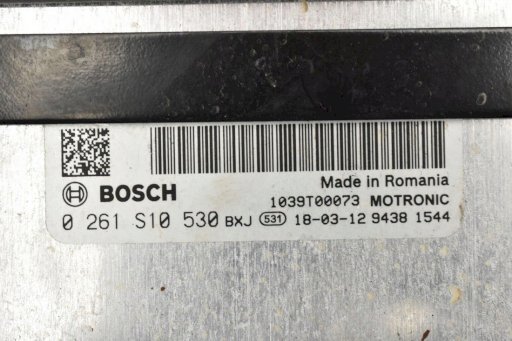 Made in Romania
BOSCH
1039T00073 MOTRONIC
0 261 S10 530 BXJ 531 18-03-12 9438 1544